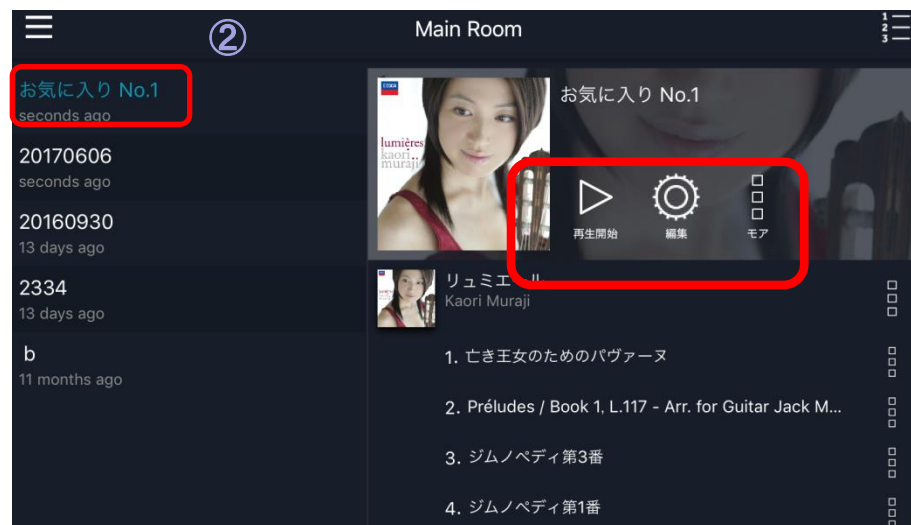 ②
Main Room
1
2
3
お気に入り No.1
seconds ago
20170606
seconds ago
20160930
13 days ago
2334
13 days ago
b
11 months ago
DECCA
lumières
kaori
muraji
お気に入り No.1
再生開始
編集
モア
リュミエール
Kaori Muraji
1. 亡き王女のためのパヴァーヌ
2. Préludes / Book 1, L.117 - Arr. for Guitar Jack M...
3. ジムノペディ第3番
4. ジムノペディ第1番